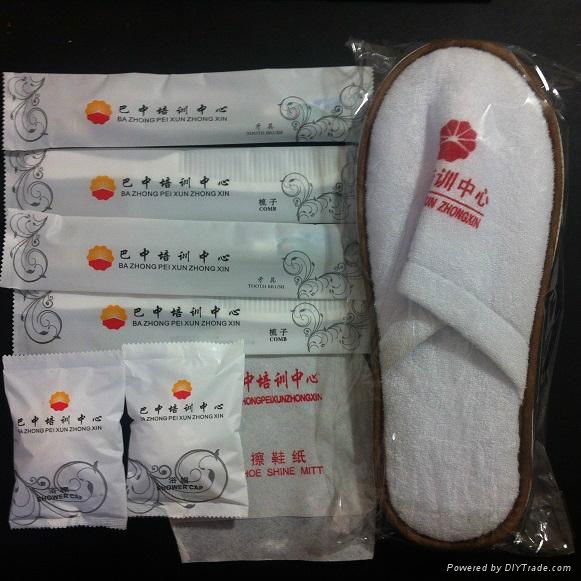 巴中培训中心
BA ZHONG PEI XUN ZHONG XIN
牙具
TOOTH BRUSH
巴中培训中心
BA ZHONG PEI XUN ZHONG XIN
梳子
COMB
巴中培训中心
BA ZHONG PEI XUN ZHONG XIN
牙具
TOOTH BRUSH
巴中培训中心
BA ZHONG PEI XUN ZHONG XIN
梳子
COMB
巴中培训中心
BA ZHONG PEI XUN ZHONG XIN
浴帽
SHOWER CAP
巴中培训中心
BA ZHONG PEI XUN ZHONG XIN
浴帽
SHOWER CAP
中培训中心
HONGPEIXUNZHONGXIN
擦鞋纸
HOE SHINE MITT
训中心
XUN ZHONGXIN
Powered by DIYTrade.com